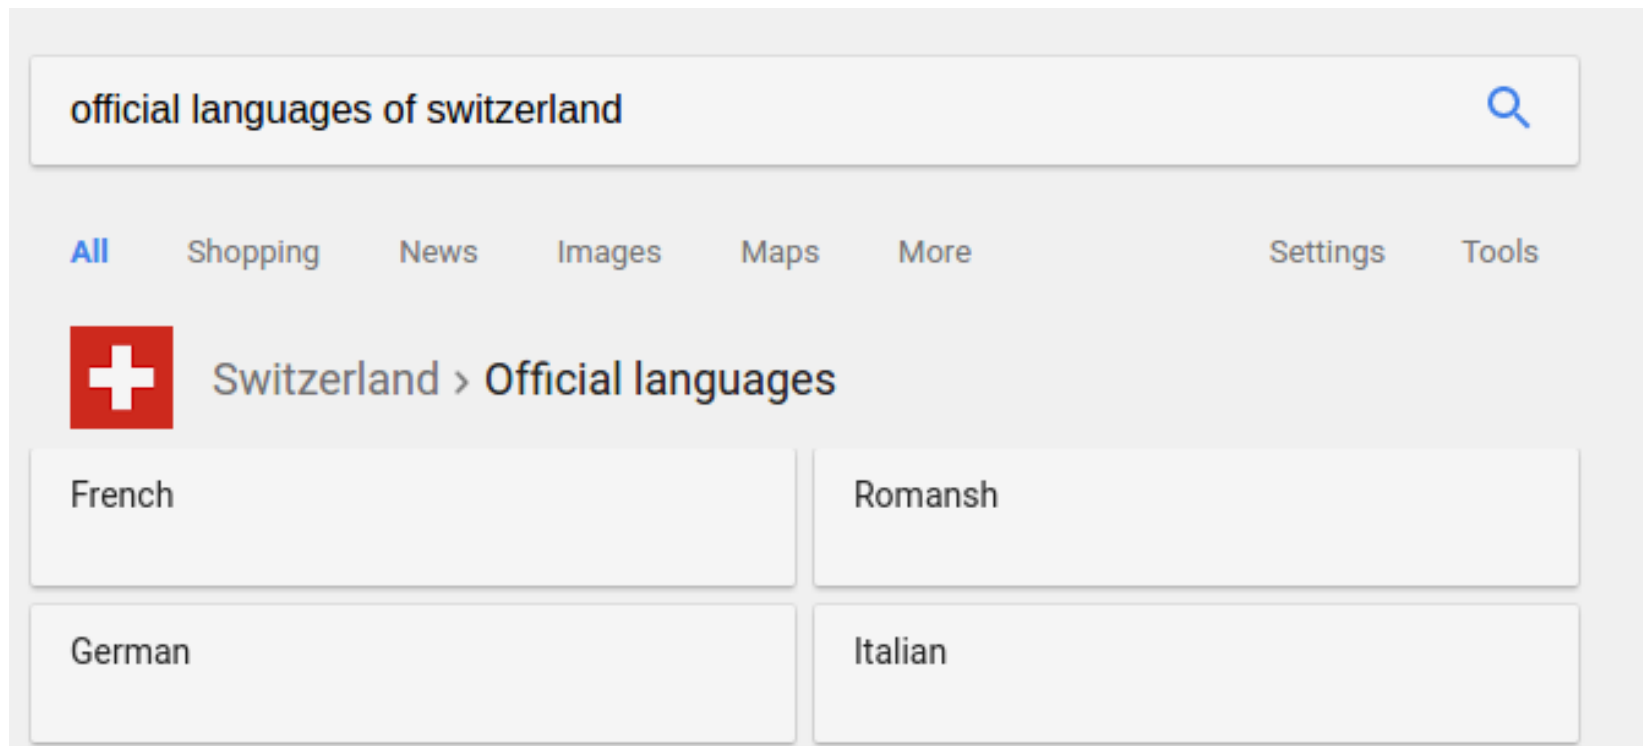 official languages of switzerland
All Shopping News Images Maps More Settings Tools
Switzerland › Official languages
French Romansh
German Italian